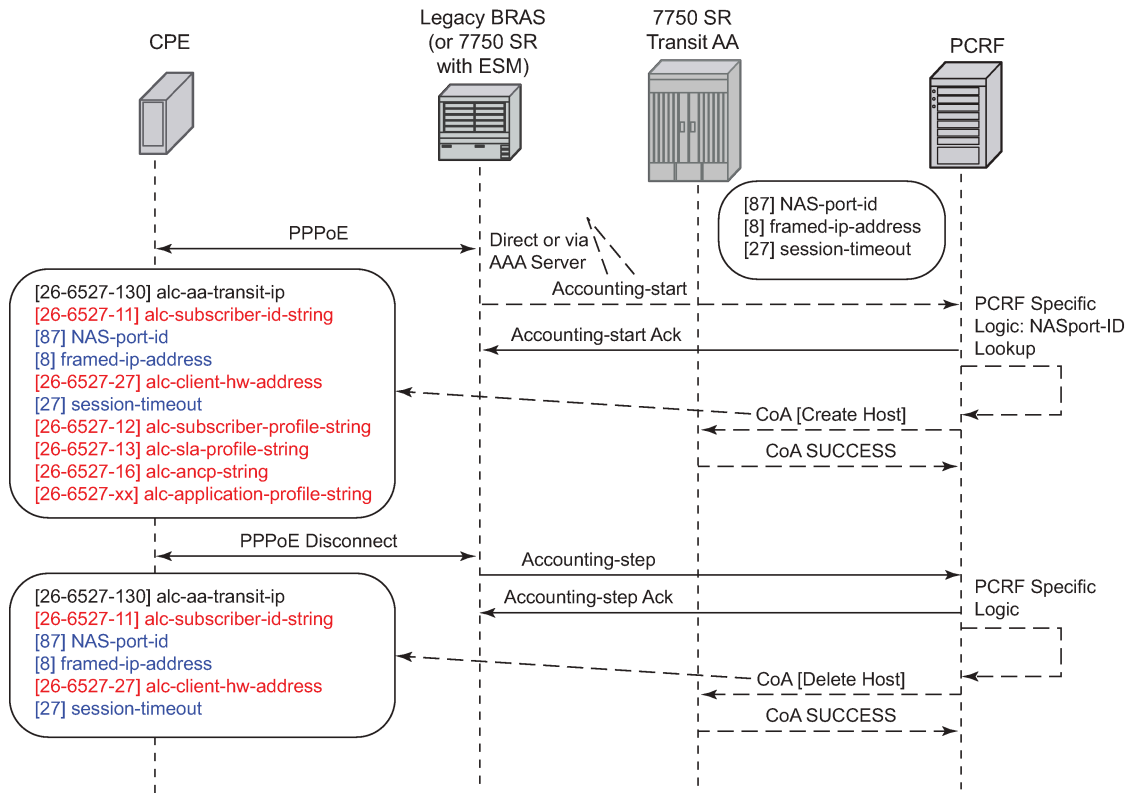 CPE
Legacy BRAS
(or 7750 SR
with ESM)
7750 SR
Transit AA
PCRF
[87] NAS-port-id
[8] framed-ip-address
[27] session-timeout
PPPoE
Direct or via
AAA Server
Accounting-start
PCRF Specific
Logic: NASport-ID
Lookup
Accounting-start Ack
[26-6527-130] alc-aa-transit-ip
[26-6527-11] alc-subscriber-id-string
[87] NAS-port-id
[8] framed-ip-address
[26-6527-27] alc-client-hw-address
[27] session-timeout
[26-6527-12] alc-subscriber-profile-string
[26-6527-13] alc-sla-profile-string
[26-6527-16] alc-ancp-string
[26-6527-xx] alc-application-profile-string
CoA [Create Host]
CoA SUCCESS
PPPoE Disconnect
Accounting-step
Accounting-step Ack
PCRF Specific
Logic
[26-6527-130] alc-aa-transit-ip
[26-6527-11] alc-subscriber-id-string
[87] NAS-port-id
[8] framed-ip-address
[26-6527-27] alc-client-hw-address
[27] session-timeout
CoA [Delete Host]
CoA SUCCESS